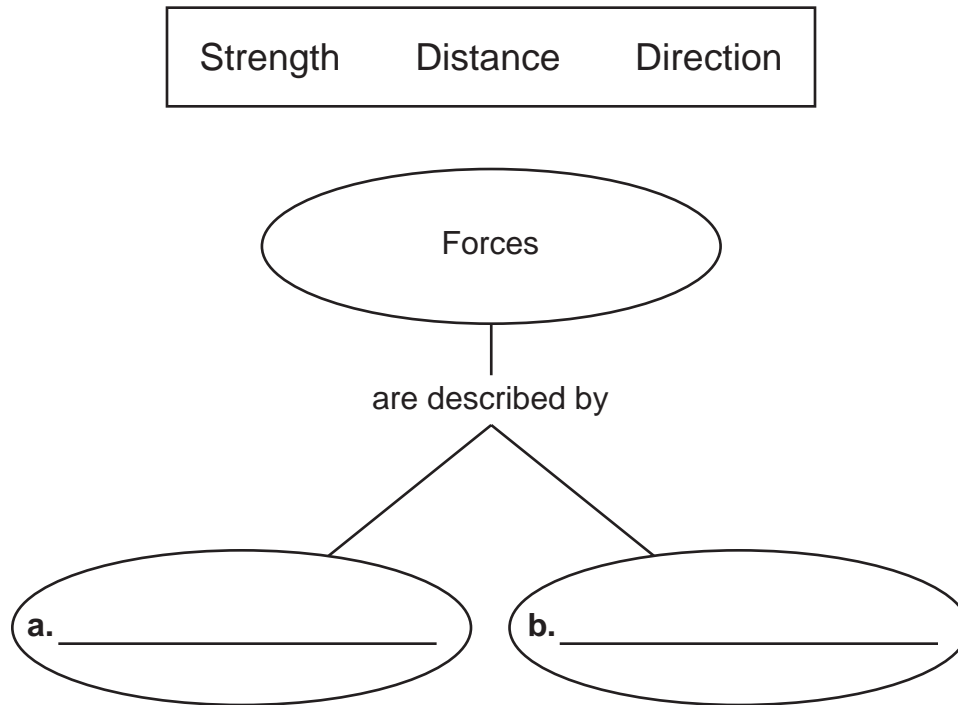 Strength Distance Direction
Forces
are described by
a. b.